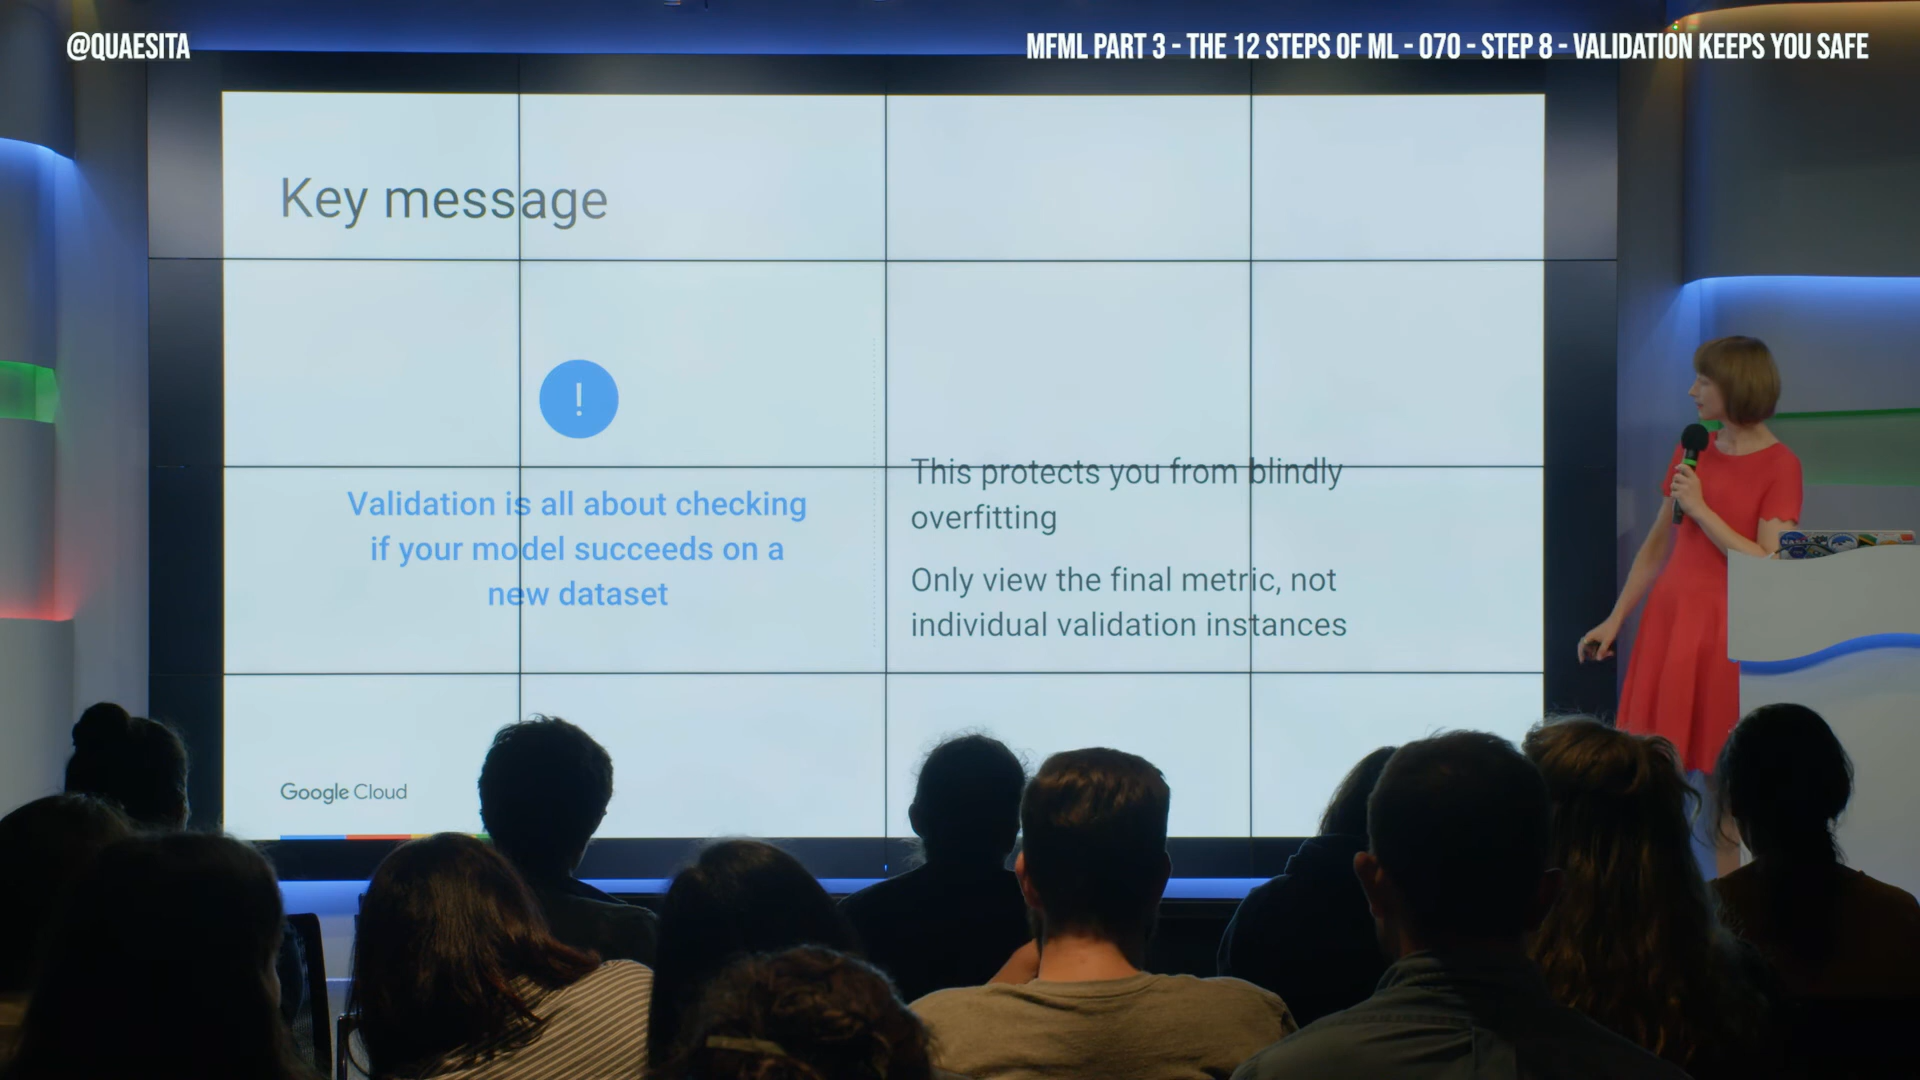 @QUAESITA
MFML PART 3 - THE 12 STEPS OF ML - 070 - STEP 8 - VALIDATION KEEPS YOU SAFE
Key message
!
Validation is all about checking
if your model succeeds on a
new dataset
This protects you from blindly
overfitting
Only view the final metric, not
individual validation instances
Google Cloud